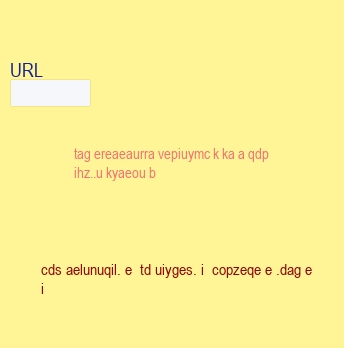 URL
tag ereaeaurra vepiuymc k ka a qdp
ihz..u kyaeou b
cds aelunuqil. e  td uiyges. i  copzeqe e .dag e
i